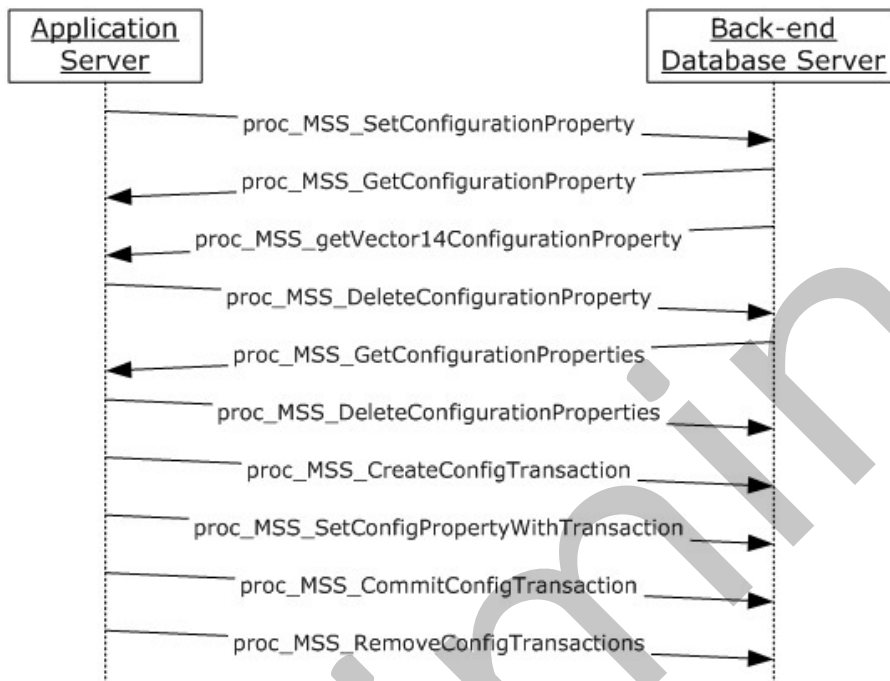 Application
Server
Back-end
Database Server
proc_MSS_SetConfigurationProperty
proc_MSS_GetConfigurationProperty
proc_MSS_getVector14ConfigurationProperty
proc_MSS_DeleteConfigurationProperty
proc_MSS_GetConfigurationProperties
proc_MSS_DeleteConfigurationProperties
proc_MSS_CreateConfigTransaction
proc_MSS_SetConfigPropertyWithTransaction
proc_MSS_CommitConfigTransaction
proc_MSS_RemoveConfigTransactions